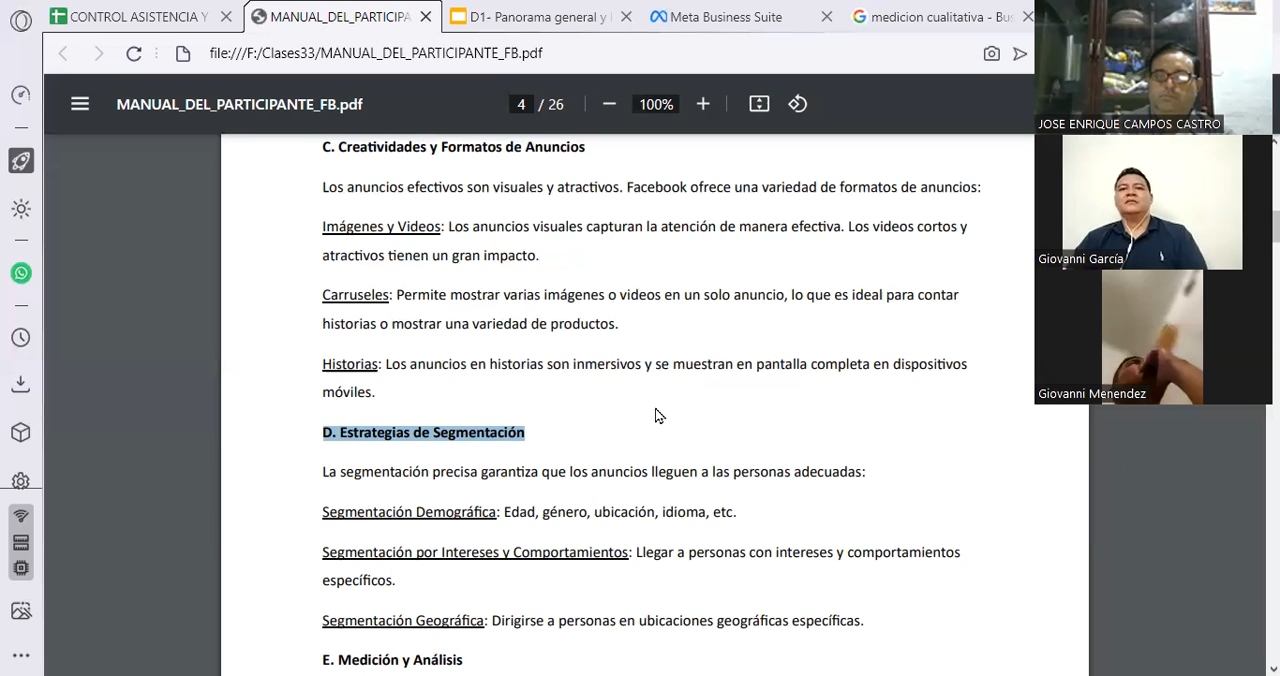 CONTROL ASISTENCIA Y
MANUAL_DEL_PARTICIPA
D1- Panorama general y
Meta Business Suite
medicion cualitativa - Bus
file:///F:/Clases33/MANUAL_DEL_PARTICIPANTE_FB.pdf
MANUAL_DEL_PARTICIPANTE_FB.pdf
4 / 26
100%
JOSE ENRIQUE CAMPOS CASTRO
Giovanni García
Giovanni Menendez
C. Creatividades y Formatos de Anuncios
Los anuncios efectivos son visuales y atractivos. Facebook ofrece una variedad de formatos de anuncios:
Imágenes y Videos: Los anuncios visuales capturan la atención de manera efectiva. Los videos cortos y
atractivos tienen un gran impacto.
Carruseles: Permite mostrar varias imágenes o videos en un solo anuncio, lo que es ideal para contar
historias o mostrar una variedad de productos.
Historias: Los anuncios en historias son inmersivos y se muestran en pantalla completa en dispositivos
móviles.
D. Estrategias de Segmentación
La segmentación precisa garantiza que los anuncios lleguen a las personas adecuadas:
Segmentación Demográfica: Edad, género, ubicación, idioma, etc.
Segmentación por Intereses y Comportamientos: Llegar a personas con intereses y comportamientos
específicos.
Segmentación Geográfica: Dirigirse a personas en ubicaciones geográficas específicas.
E. Medición y Análisis